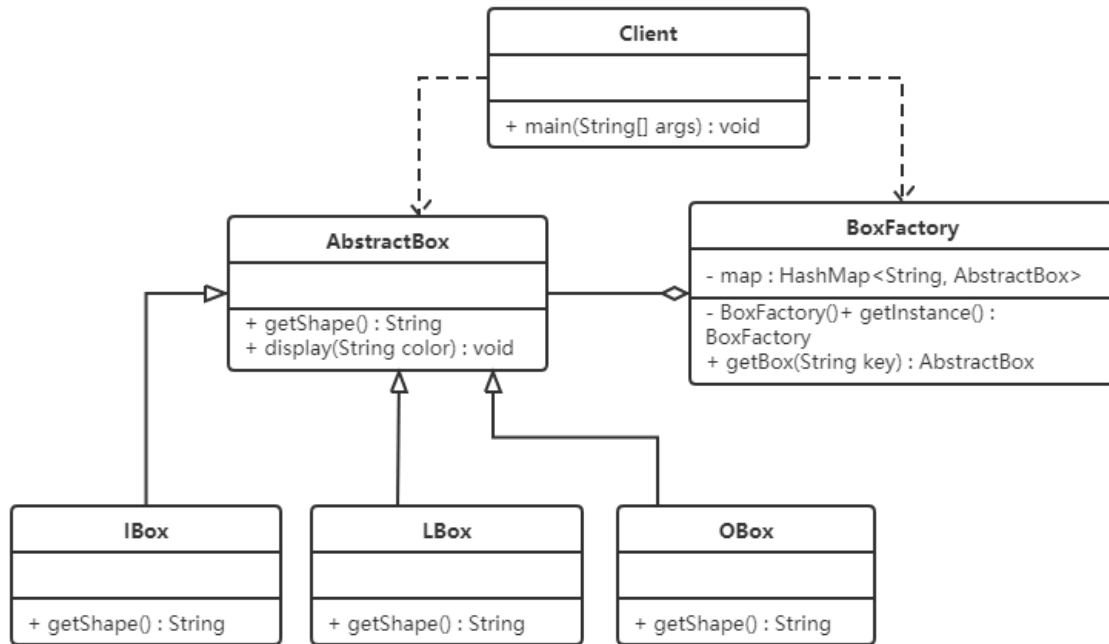 Client
+ main(String[] args) : void
AbstractBox
+ getShape() : String
+ display(String color) : void
BoxFactory
- map : HashMap<String, AbstractBox>
- BoxFactory()+ getInstance() :
BoxFactory
+ getBox(String key) : AbstractBox
IBox
+ getShape() : String
LBox
+ getShape() : String
OBox
+ getShape() : String